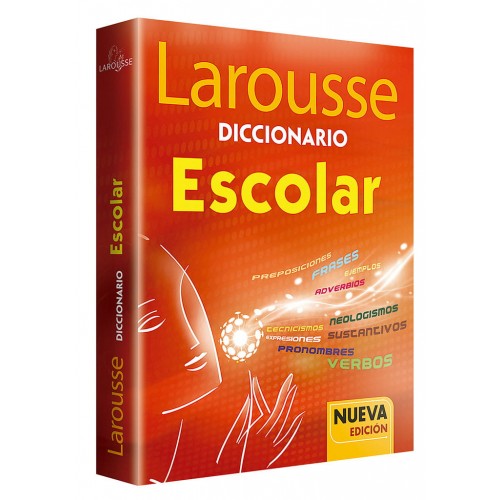 LAROUSSE
Larousse DICCIONARIO Escolar
Larousse
DICCIONARIO
Escolar
PREPOSICIONES
FRASES
EJEMPLOS
ADVERBIOS
NEOLOGISMOS
TECNICISMOS
SUSTANTIVOS
EXPRESIONES
PRONOMBRES
VERBOS
NUEVA
EDICIÓN